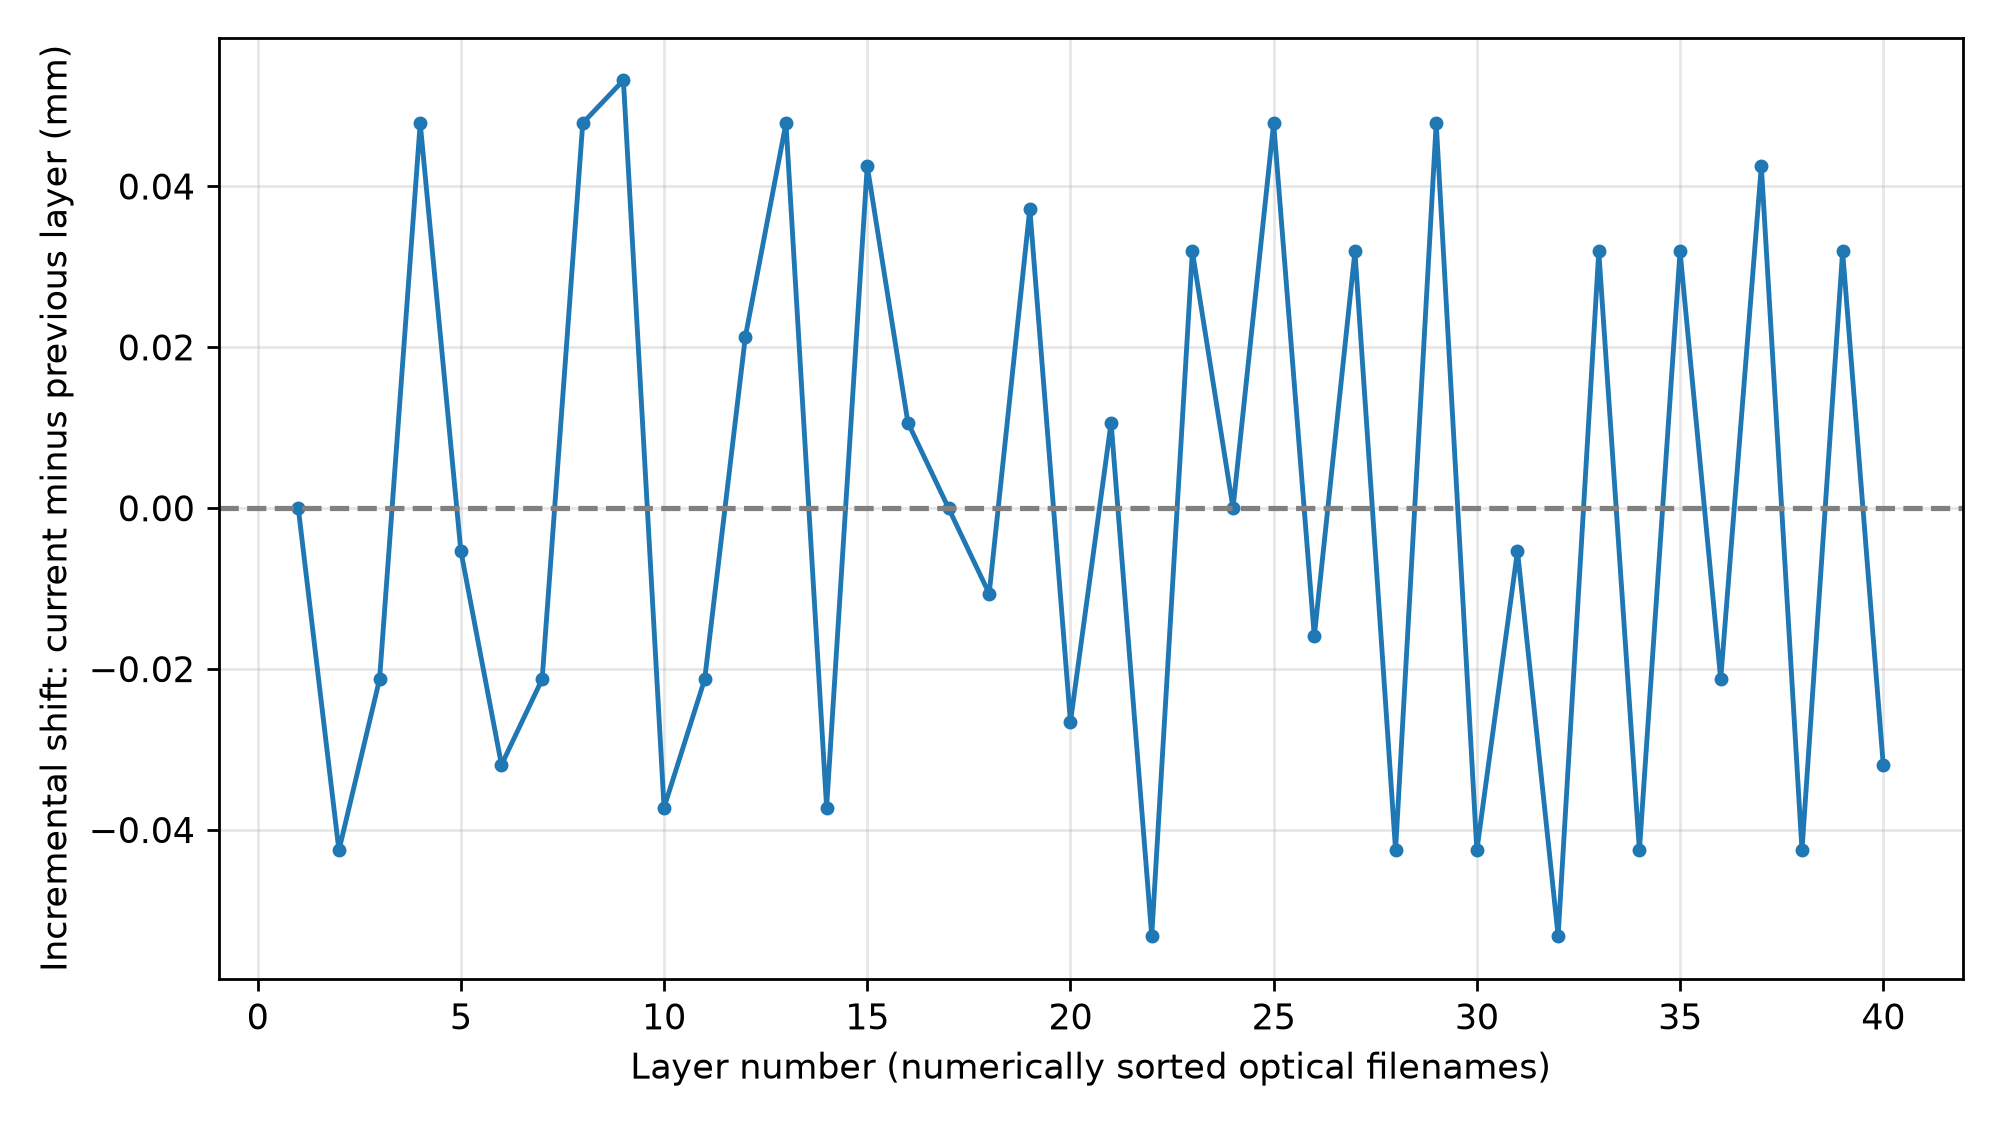 Incremental shift: current minus previous layer (mm)
0.04
0.02
0.00
−0.02
−0.04
0 5 10 15 20 25 30 35 40
Layer number (numerically sorted optical filenames)